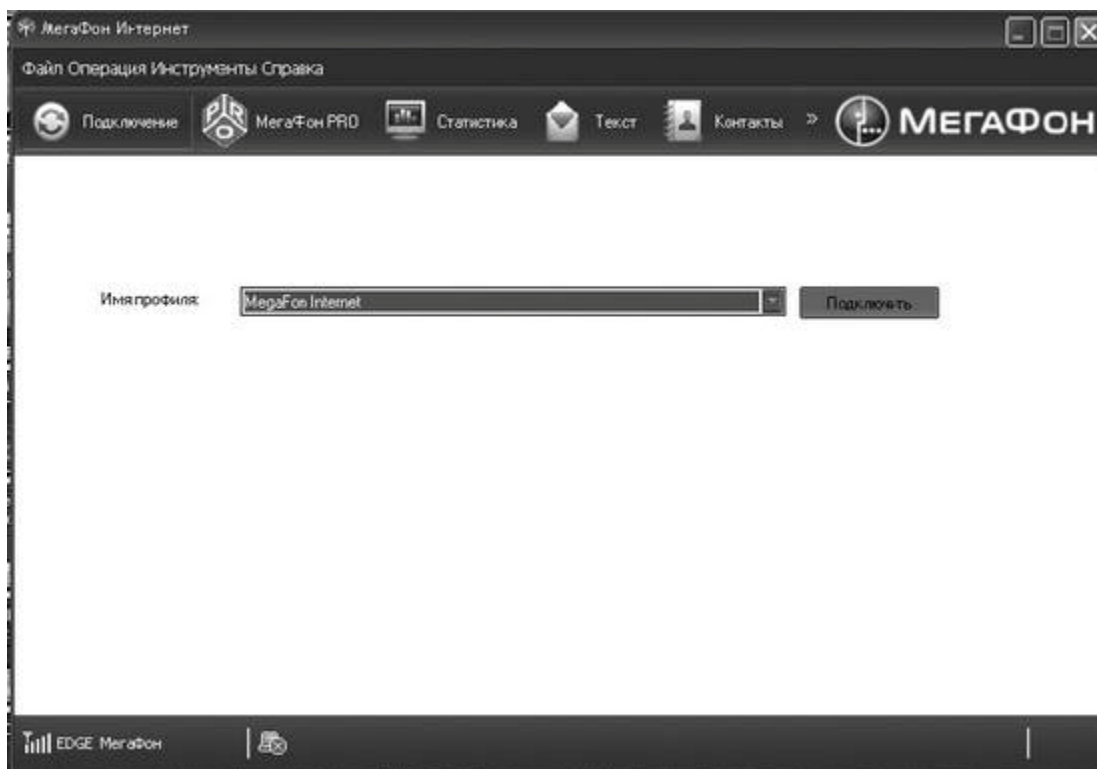 МегаФон Интернет
Файл Операция Инструменты Справка
Подключение МегаФон PRO Статистика Текст Контакты » МЕГАФОН
Имя профиля: MegaFon Internet Подключить
EDGE МегаФон